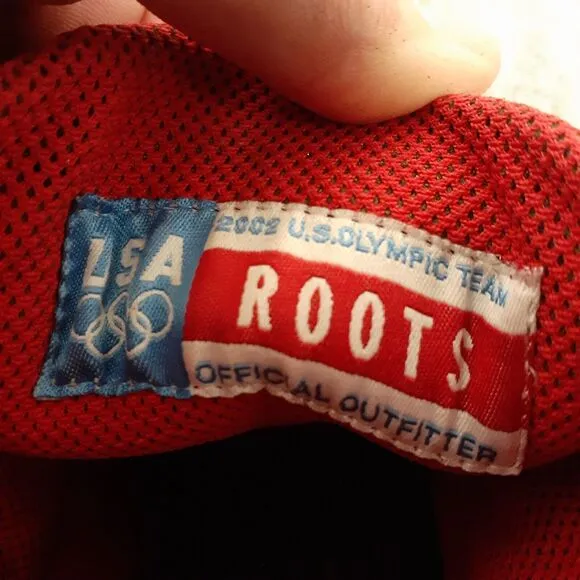 USA
2002 U.S.OLYMPIC TEAM
ROOTS
OFFICIAL OUTFITTER